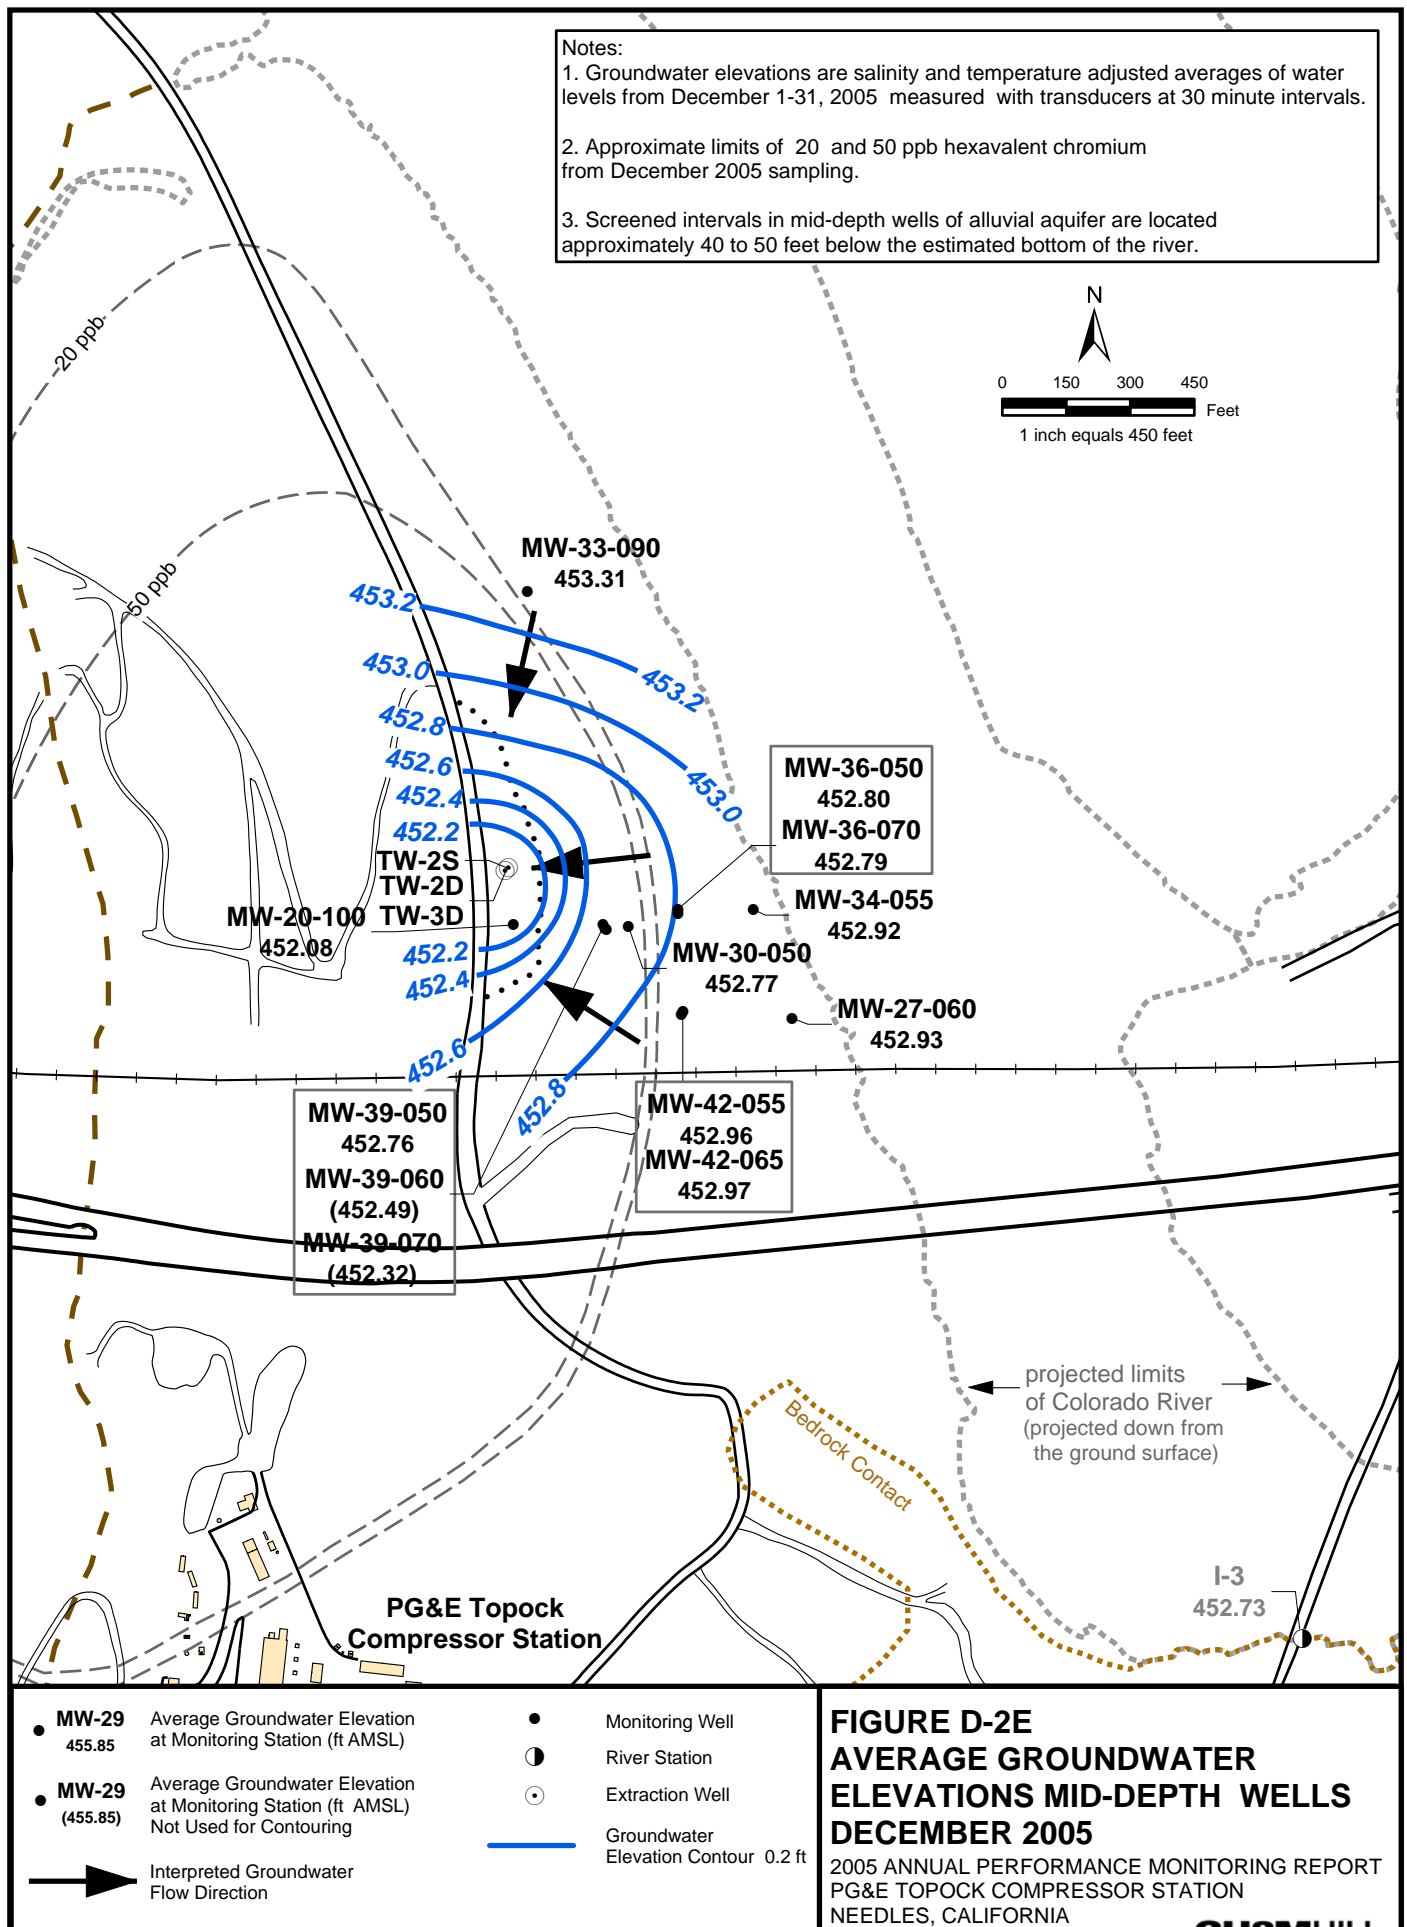 Notes:
1. Groundwater elevations are salinity and temperature adjusted averages of water
levels from December 1-31, 2005 measured with transducers at 30 minute intervals.
2. Approximate limits of 20 and 50 ppb hexavalent chromium
from December 2005 sampling.
3. Screened intervals in mid-depth wells of alluvial aquifer are located
approximately 40 to 50 feet below the estimated bottom of the river.
N
0 150 300 450
Feet
1 inch equals 450 feet
20 ppb
50 ppb
MW-33-090
453.31
453.2
453.2
453.0
453.0
452.8
452.6
452.4
452.2
MW-36-050
452.80
MW-36-070
452.79
TW-2S
TW-2D
TW-3D
MW-20-100
452.08
MW-34-055
452.92
452.2
452.4
MW-30-050
452.77
MW-27-060
452.93
452.6
452.8
MW-39-050
452.76
MW-39-060
(452.49)
MW-39-070
(452.32)
MW-42-055
452.96
MW-42-065
452.97
projected limits
of Colorado River
(projected down from
the ground surface)
Bedrock Contact
I-3
452.73
PG&E Topock
Compressor Station
MW-29
455.85
Average Groundwater Elevation
at Monitoring Station (ft AMSL)
MW-29
(455.85)
Average Groundwater Elevation
at Monitoring Station (ft AMSL)
Not Used for Contouring
Interpreted Groundwater
Flow Direction
Monitoring Well
River Station
Extraction Well
Groundwater
Elevation Contour 0.2 ft
FIGURE D-2E
AVERAGE GROUNDWATER
ELEVATIONS MID-DEPTH WELLS
DECEMBER 2005
2005 ANNUAL PERFORMANCE MONITORING REPORT
PG&E TOPOCK COMPRESSOR STATION
NEEDLES, CALIFORNIA